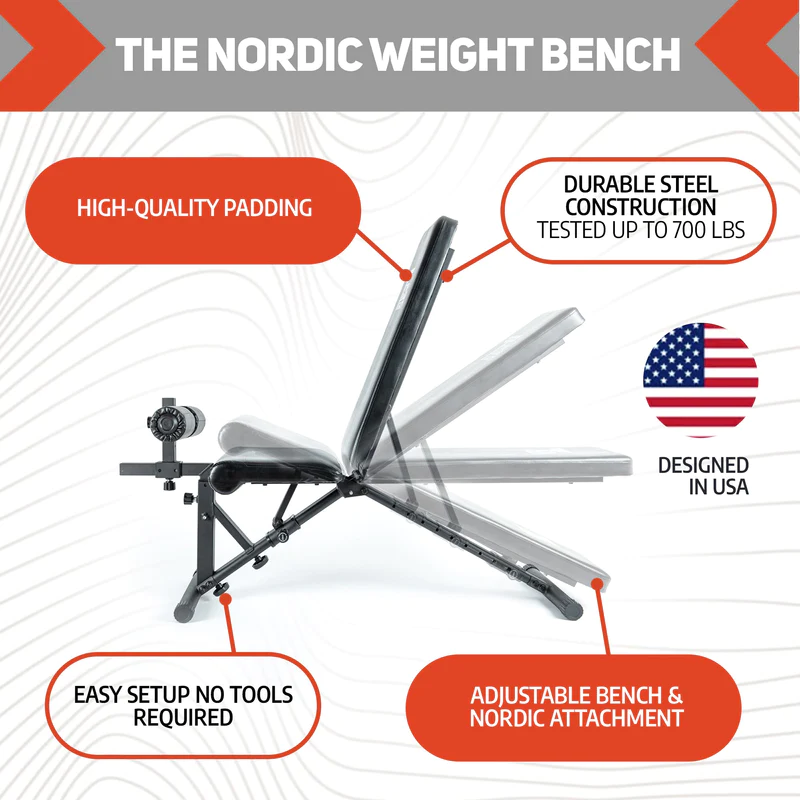 THE NORDIC WEIGHT BENCH
HIGH-QUALITY PADDING
DURABLE STEEL
CONSTRUCTION
TESTED UP TO 700 LBS
DESIGNED
IN USA
EASY SETUP NO TOOLS
REQUIRED
ADJUSTABLE BENCH &
NORDIC ATTACHMENT